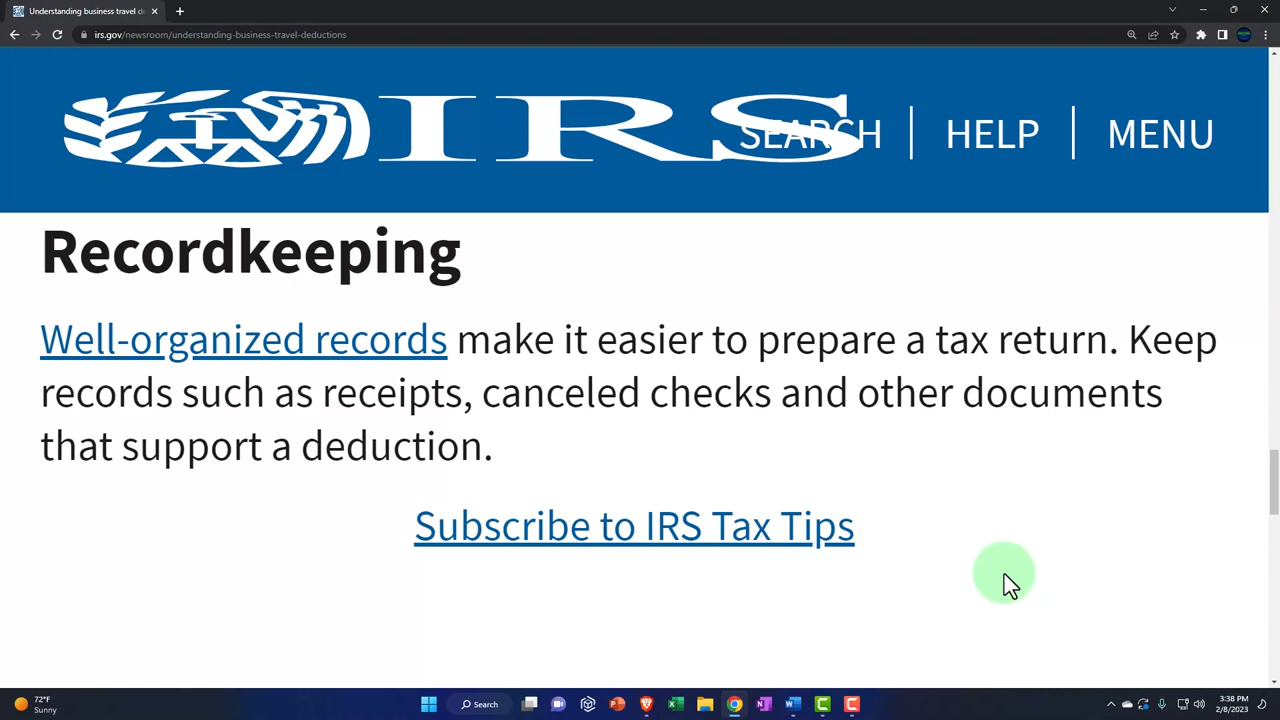 Understanding business travel d
irs.gov/newsroom/understanding-business-travel-deductions
IRS
SEARCH
HELP
MENU
Recordkeeping
Well-organized records make it easier to prepare a tax return. Keep
records such as receipts, canceled checks and other documents
that support a deduction.
Subscribe to IRS Tax Tips
72°F
Sunny
Search
3:38 PM
2/8/2023